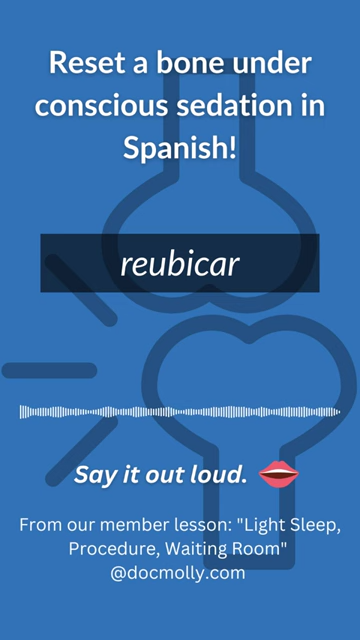 Reset a bone under
conscious sedation in
Spanish!
reubicar
Say it out loud.
From our member lesson: "Light Sleep,
Procedure, Waiting Room"
@docmolly.com